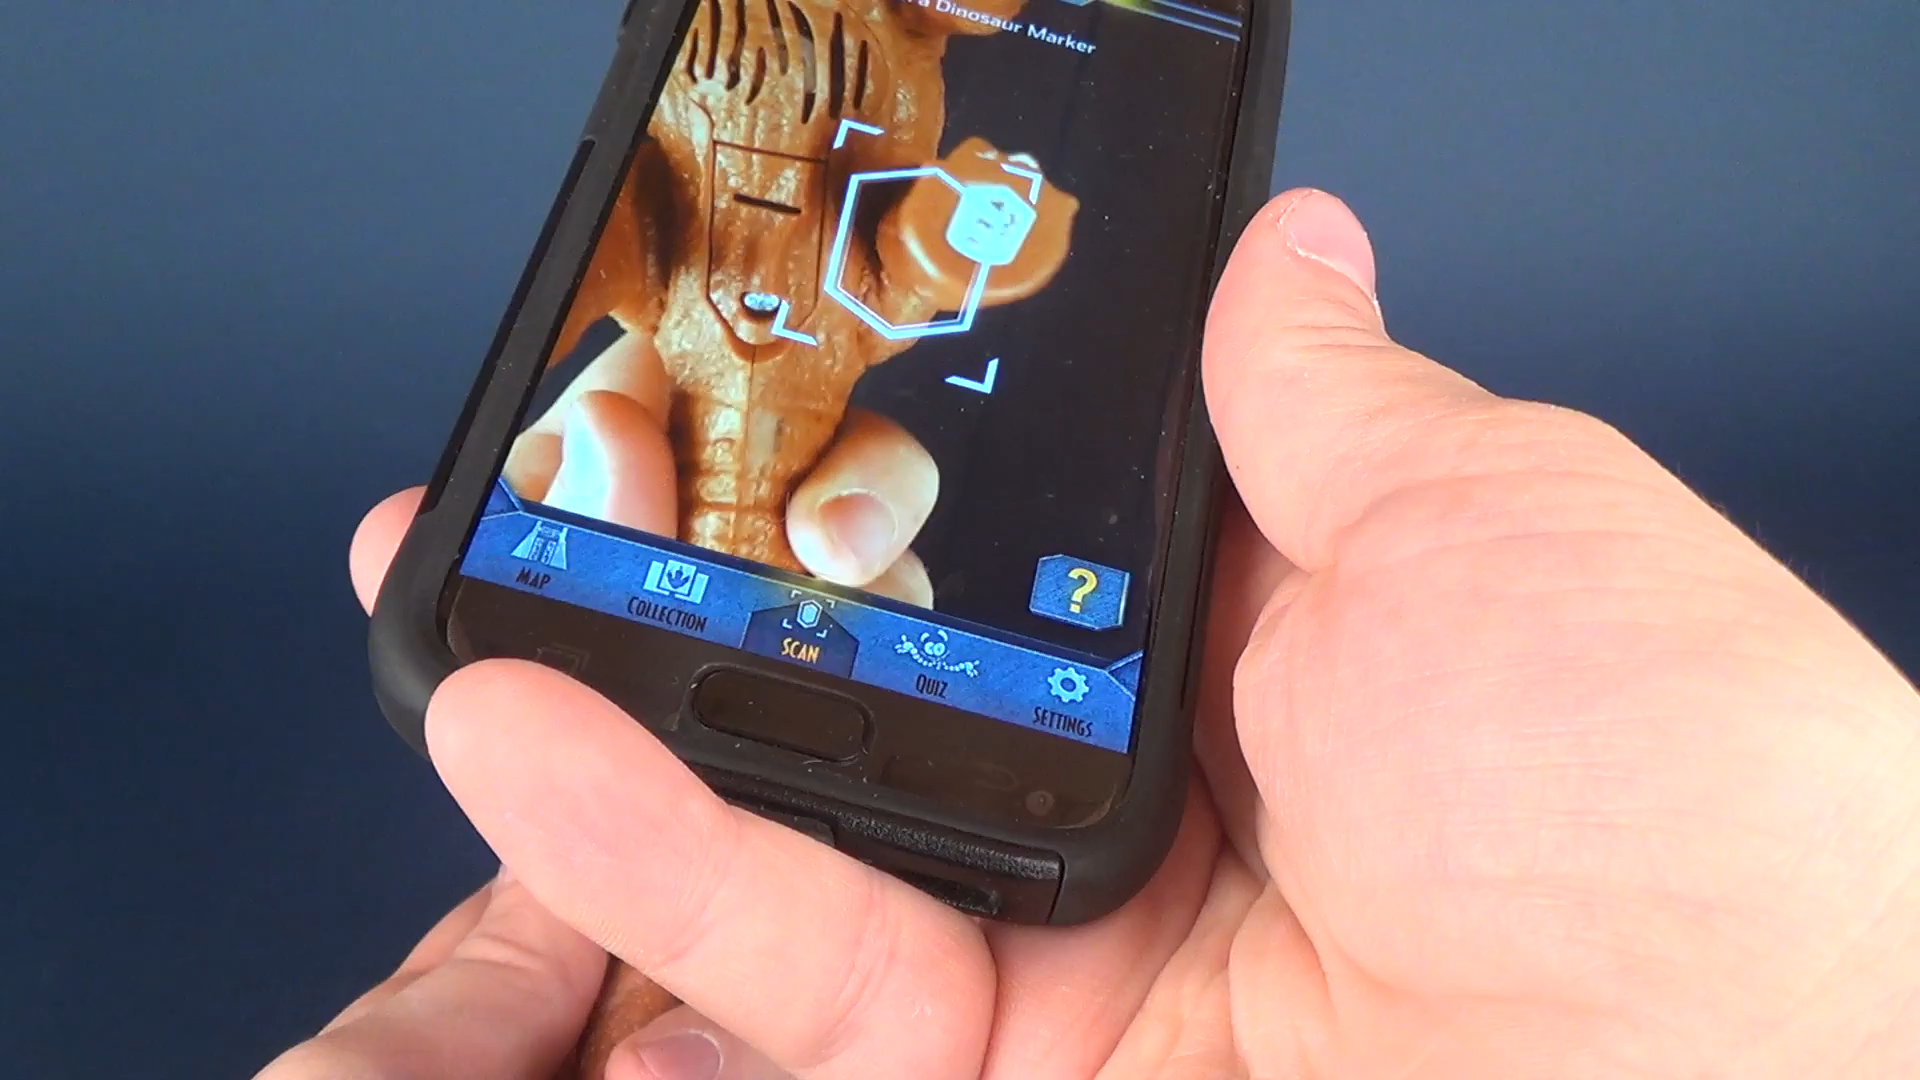 a Dinosaur Marker
?
MAP
COLLECTION
SCAN
QUIZ
SETTINGS